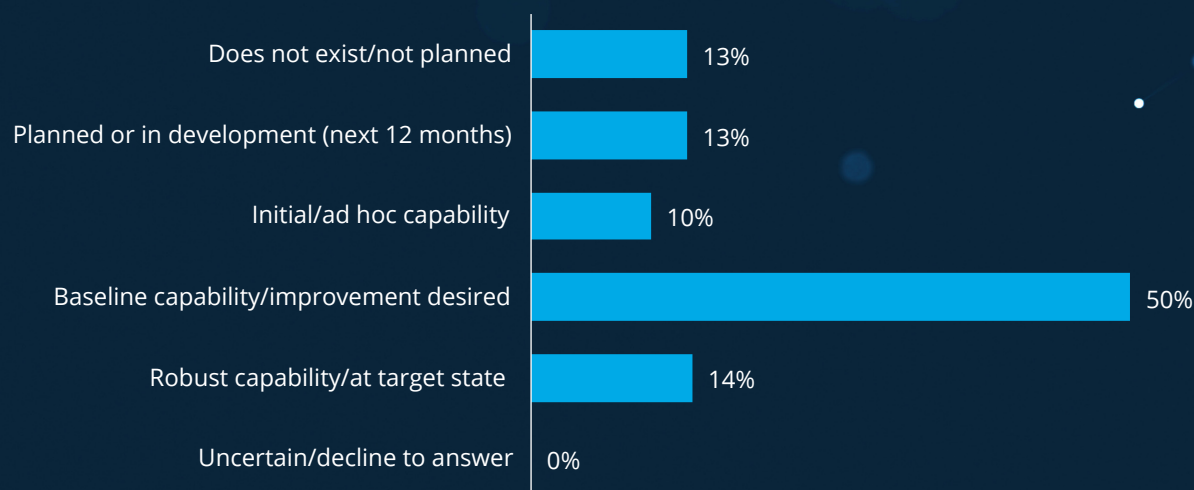 Does not exist/not planned 13%
Planned or in development (next 12 months) 13%
Initial/ad hoc capability 10%
Baseline capability/improvement desired 50%
Robust capability/at target state 14%
Uncertain/decline to answer 0%